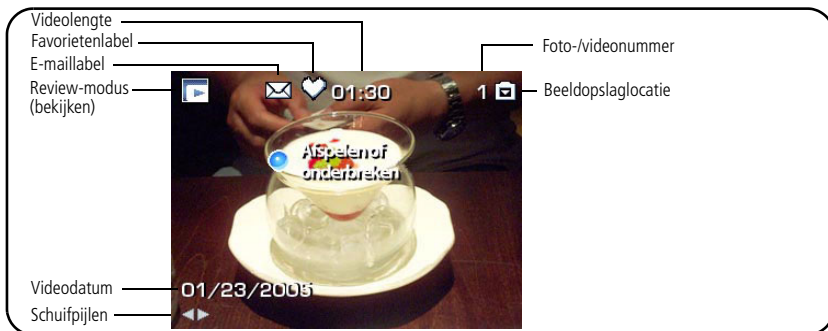 Videolengte
Favorietenlabel
E-maillabel
Review-modus
(bekijken)
Foto-/videonummer
Beeldopslaglocatie
01:30
1
Afspelen of
onderbreken
Videodatum
01/23/2005
Schuifpijlen